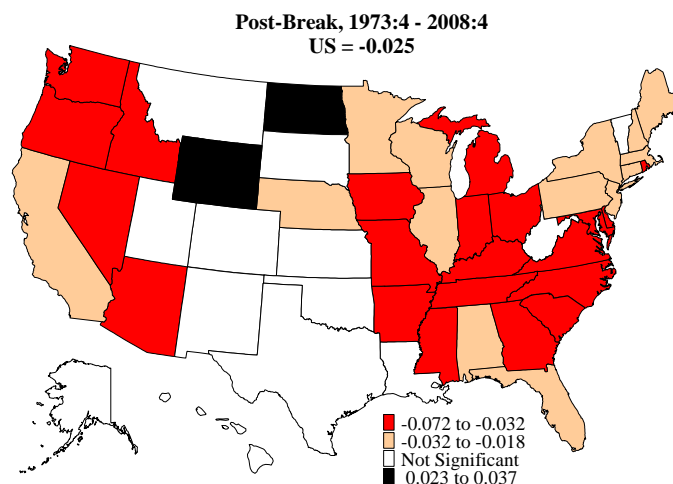 Post-Break, 1973:4 - 2008:4
US = -0.025
-0.072 to -0.032
-0.032 to -0.018
Not Significant
0.023 to 0.037